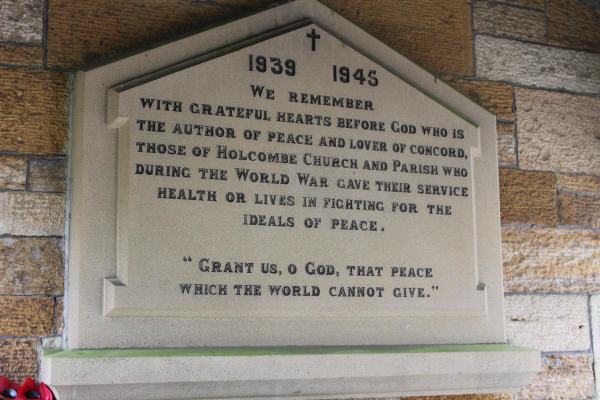 1939 1945
WE REMEMBER
WITH GRATEFUL HEARTS BEFORE GOD WHO IS
THE AUTHOR OF PEACE AND LOVER OF CONCORD,
THOSE OF HOLCOMBE CHURCH AND PARISH WHO
DURING THE WORLD WAR GAVE THEIR SERVICE
HEALTH OR LIVES IN FIGHTING FOR THE
IDEALS OF PEACE.
"GRANT US, O GOD, THAT PEACE
WHICH THE WORLD CANNOT GIVE."